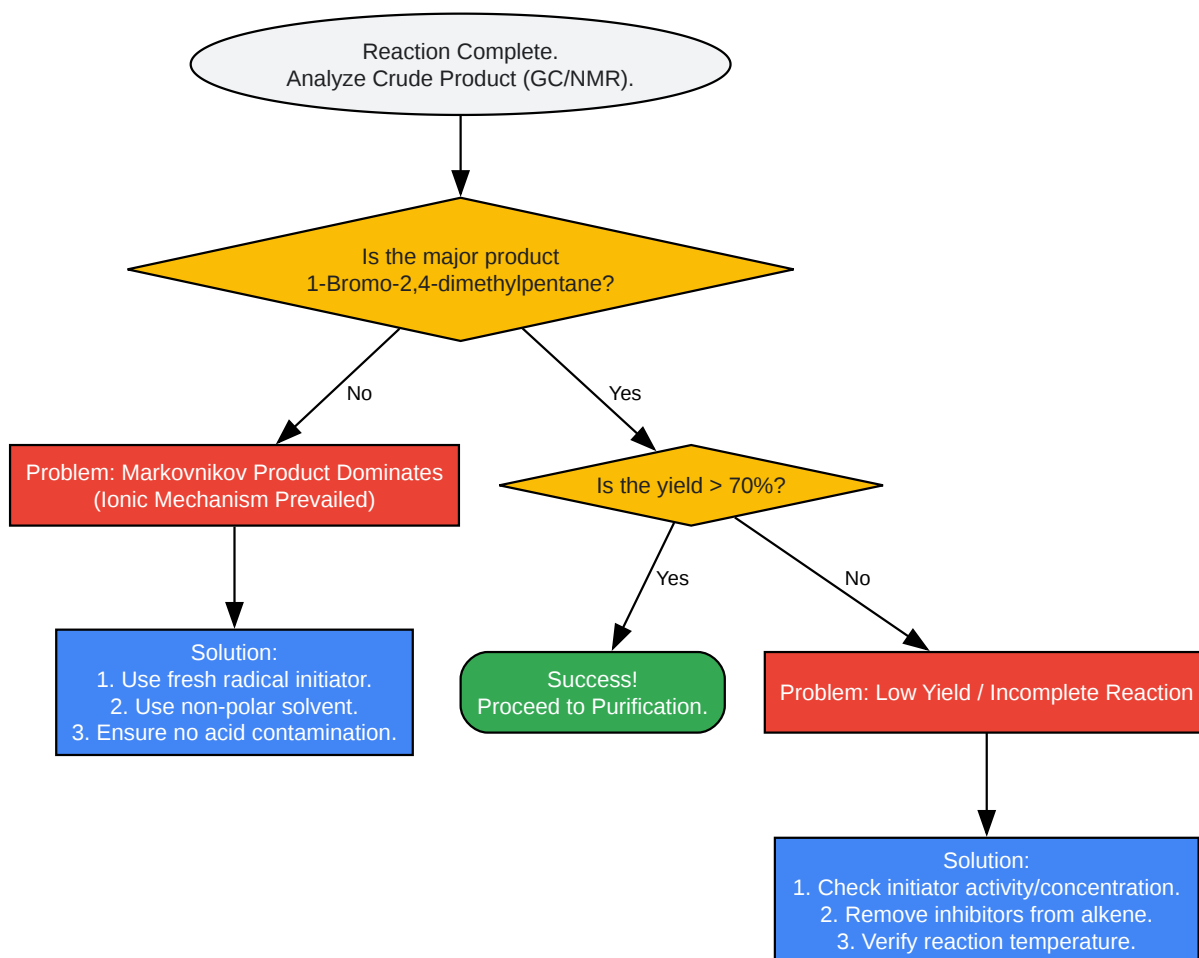 Reaction Complete.
Analyze Crude Product (GC/NMR).
Is the major product
1-Bromo-2,4-dimethylpentane?
No
Yes
Problem: Markovnikov Product Dominates
(Ionic Mechanism Prevailed)
Is the yield > 70%?
Yes
No
Solution:
1. Use fresh radical initiator.
2. Use non-polar solvent.
3. Ensure no acid contamination.
Success!
Proceed to Purification.
Problem: Low Yield / Incomplete Reaction
Solution:
1. Check initiator activity/concentration.
2. Remove inhibitors from alkene.
3. Verify reaction temperature.